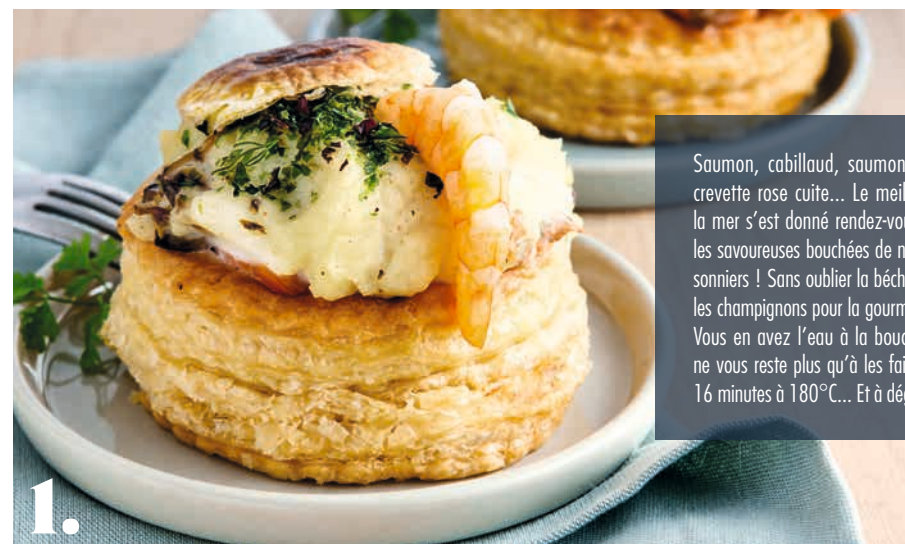 Saumon, cabillaud, saumon
crevette rose cuite... Le
la mer s'est donné
les savoureuses bouchées de
sonniers ! Sans oublier la
les champignons pour la
Vous en avez l'eau à la
ne vous reste plus qu'à les
16 minutes à 180°C... Et à
1.